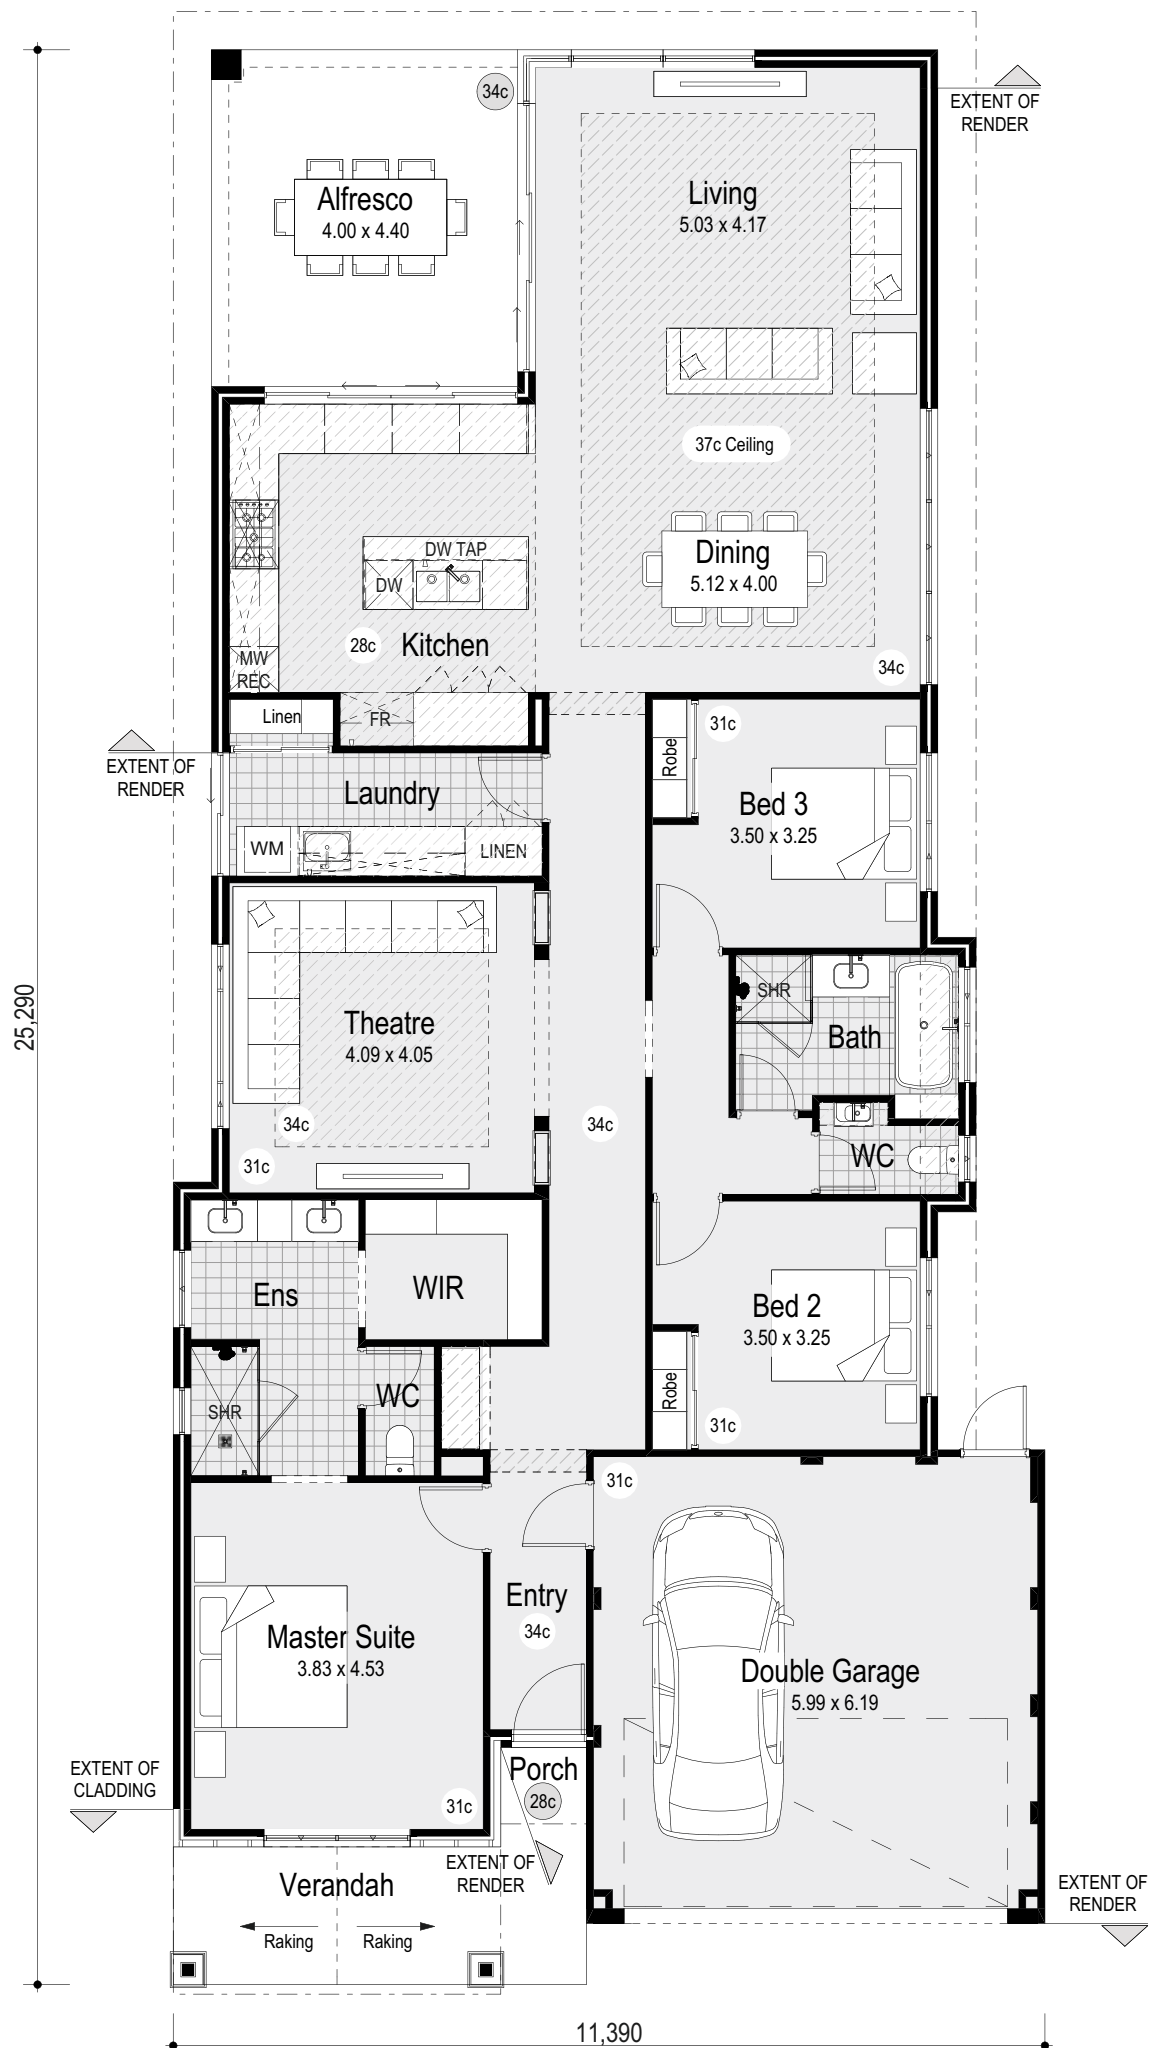 34c
EXTENT OF
RENDER
Alfresco
4.00 x 4.40
Living
5.03 x 4.17
37c Ceiling
DW TAP
DW
Dining
5.12 x 4.00
28c
Kitchen
MW
REC
34c
Linen
FR
31c
Robe
EXTENT OF
RENDER
Laundry
Bed 3
3.50 x 3.25
WM
LINEN
25,290
Theatre
4.09 x 4.05
SHR
Bath
34c
34c
31c
WC
Ens
WIR
Bed 2
3.50 x 3.25
WC
SHR
Robe
31c
31c
Entry
34c
Master Suite
3.83 x 4.53
Double Garage
5.99 x 6.19
EXTENT OF
CLADDING
Porch
28c
31c
EXTENT OF
RENDER
Verandah
Raking
Raking
EXTENT OF
RENDER
11,390